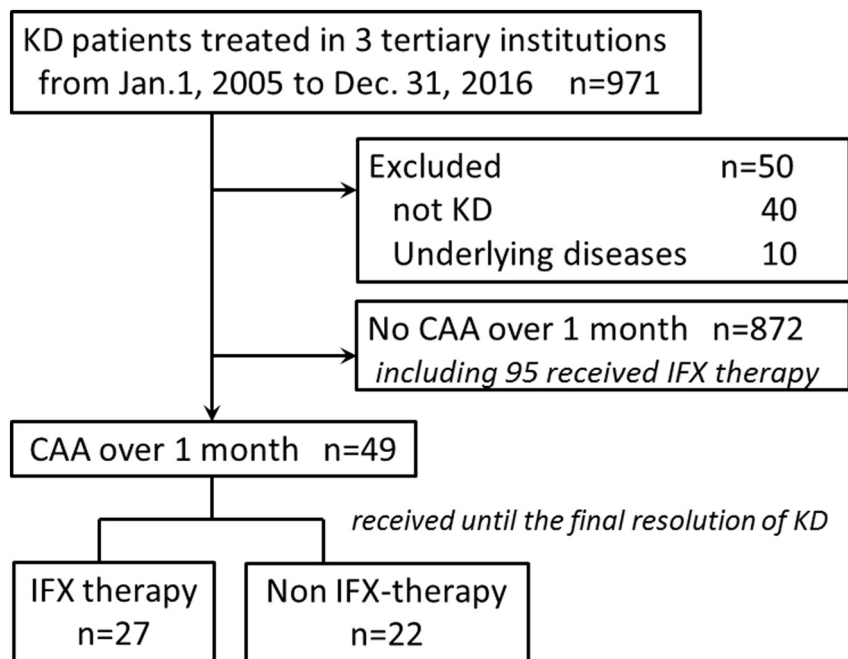 KD patients treated in 3 tertiary institutions
from Jan.1, 2005 to Dec. 31, 2016 n=971
Excluded n=50
not KD 40
Underlying diseases 10
No CAA over 1 month n=872
including 95 received IFX therapy
CAA over 1 month n=49
received until the final resolution of KD
IFX therapy
n=27
Non IFX-therapy
n=22